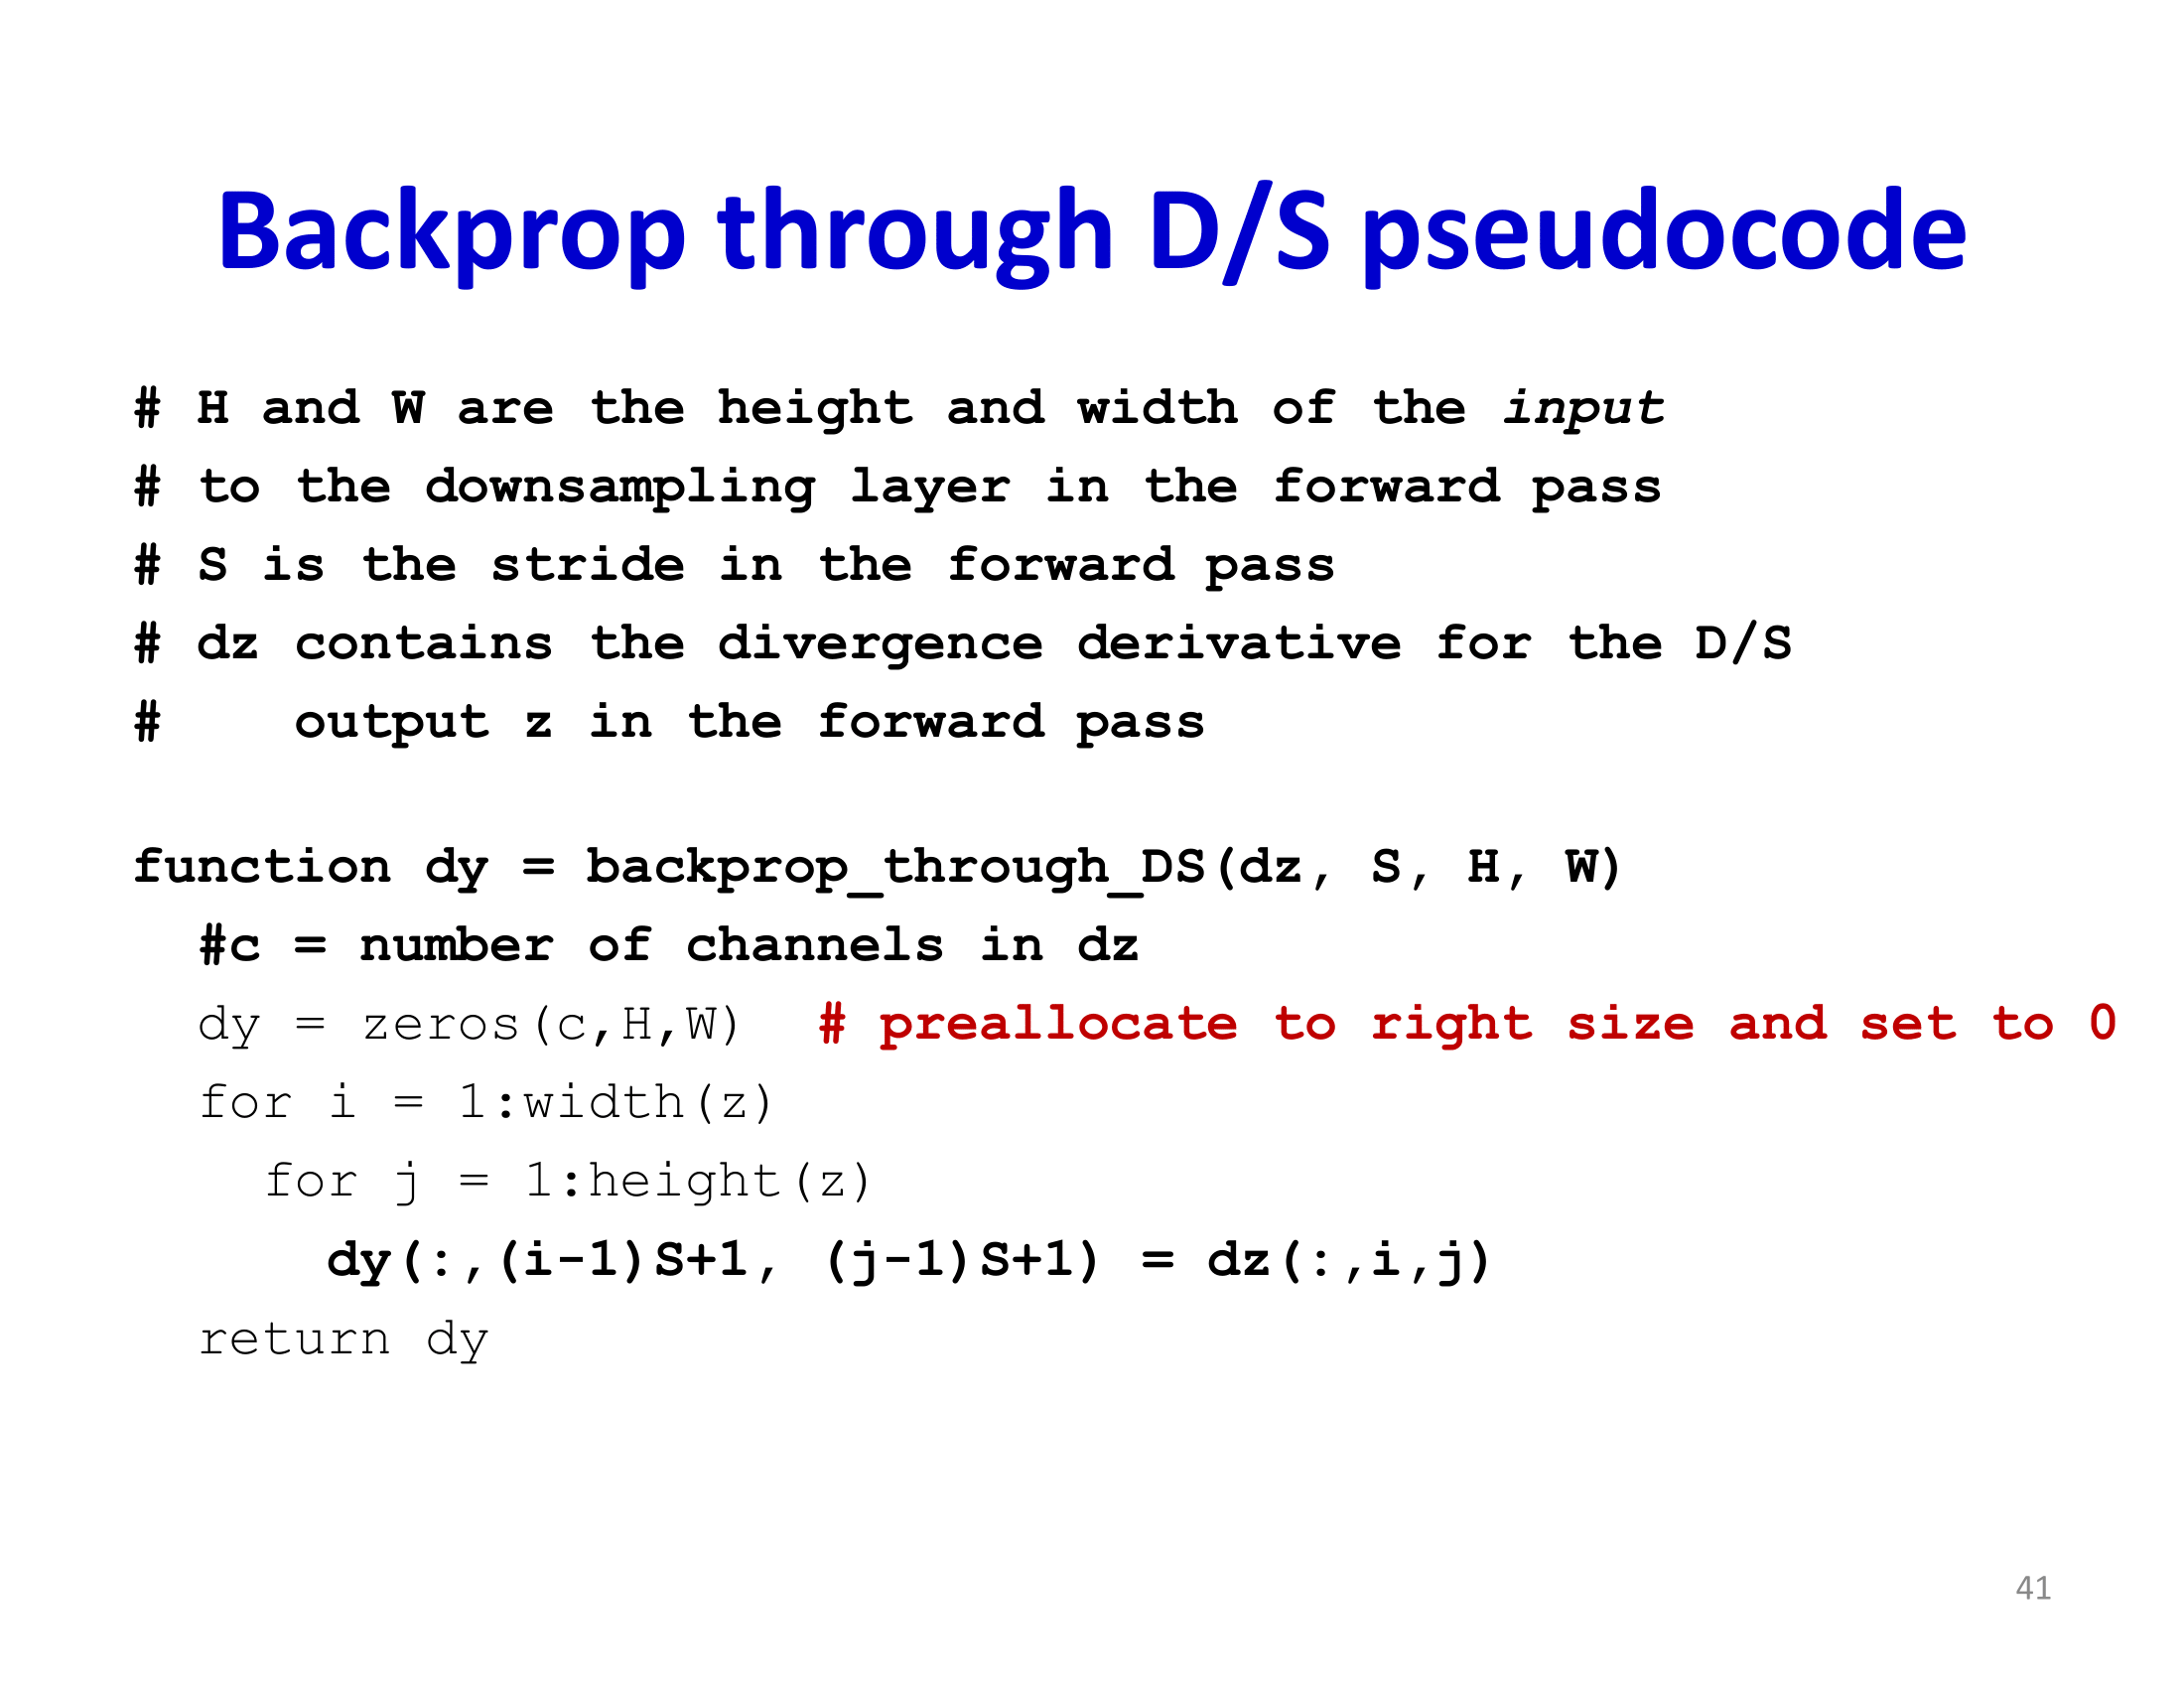 Backprop through D/S pseudocode
# H and W are the height and width of the input
# to the downsampling layer in the forward pass
# S is the stride in the forward pass
# dz contains the divergence derivative for the D/S
#    output z in the forward pass
function dy = backprop_through_DS(dz, S, H, W)
  #c = number of channels in dz
  dy = zeros(c,H,W)  # preallocate to right size and set to 0
  for i = 1:width(z)
    for j = 1:height(z)
      dy(:,(i-1)S+1, (j-1)S+1) = dz(:,i,j)
  return dy
41